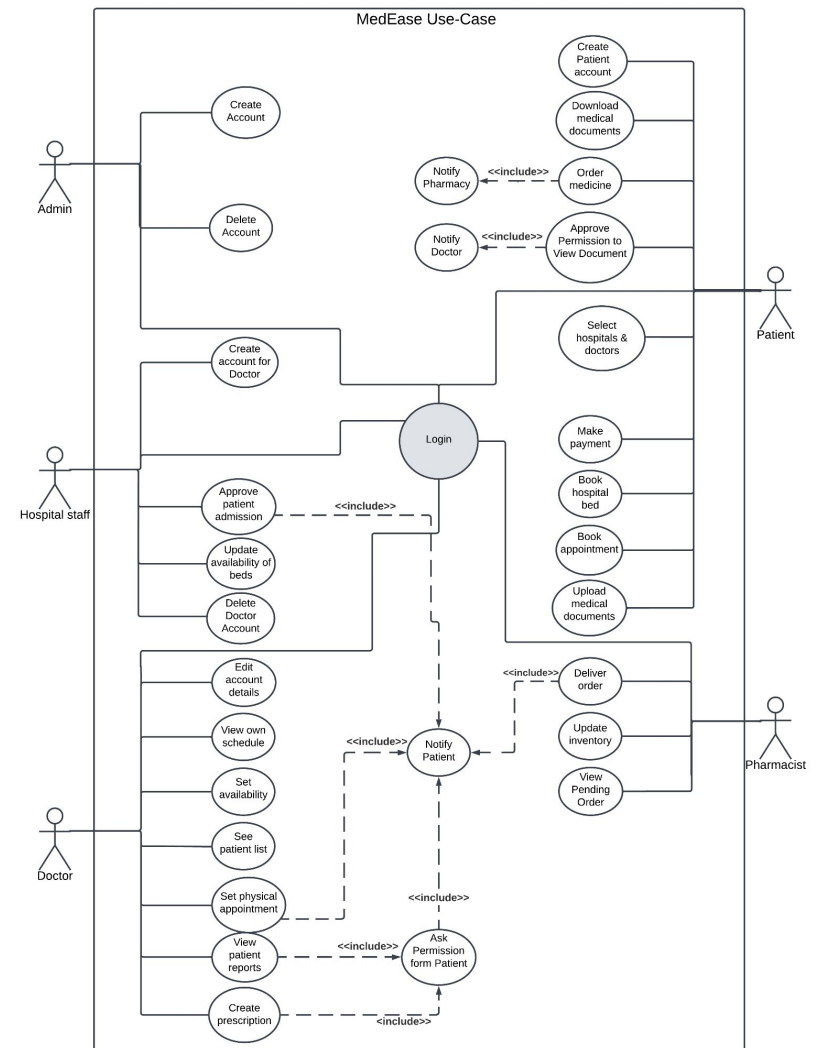 MedEase Use-Case
Create
Patient
account
Create
Account
Download
medical
documents
Admin
Notify
Pharmacy
<<include>>
Order
medicine
Delete
Account
Notify
Doctor
<<include>>
Approve
Permission to
View Document
Patient
Select
hospitals &
doctors
Create
account for
Doctor
Login
Make
payment
Hospital staff
Approve
patient
admission
<<include>>
Book
hospital
bed
Update
availability of
beds
Book
appointment
Delete
Doctor
Account
Upload
medical
documents
Edit
account
details
<<include>>
Deliver
order
View own
schedule
<<include>>
Notify
Patient
Update
inventory
Pharmacist
Set
availability
View
Pending
Order
See
patient list
Doctor
Set physical
appointment
<<include>>
View
patient
reports
<<include>>
Ask
Permission
form Patient
Create
prescription
<include>>